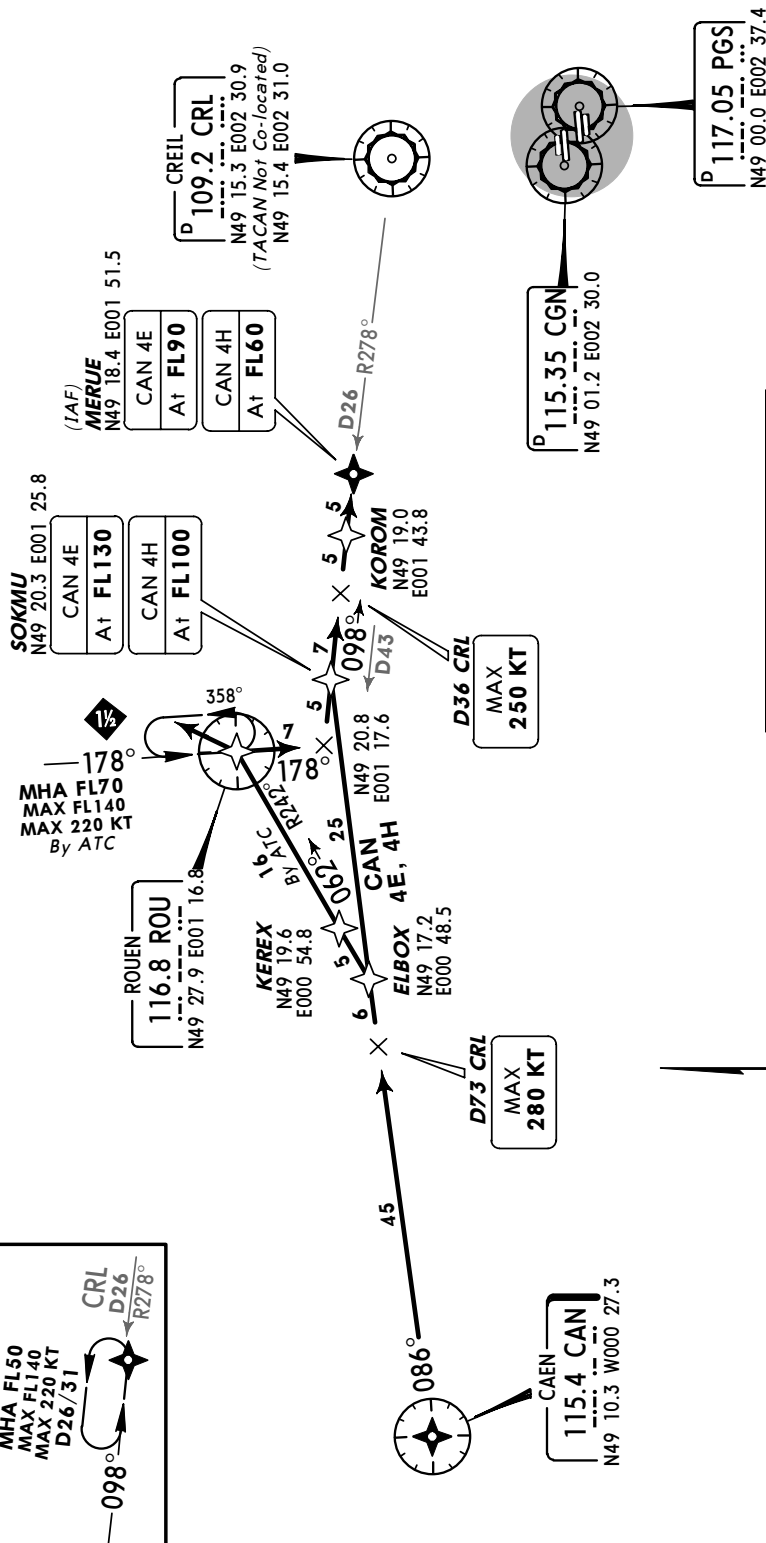 MHA FL50
MAX FL140
MAX 220 KT
D26/31
098°
CRL
D26
R278°
CAEN
115.4 CAN
N49 10.3 W000 27.3
086°
45
D73 CRL
MAX
280 KT
6
ELBOX
N49 17.2
E000 48.5
5
KEREX
N49 19.6
E000 54.8
062°
16
By ATC
R242°
25
CAN
4E, 4H
ROUEN
116.8 ROU
N49 27.9 E001 16.8
MHA FL70
MAX FL140
MAX 220 KT
By ATC
178°
1½
358°
7
178°
N49 20.8
E001 17.6
5
SOKMU
N49 20.3 E001 25.8
CAN 4E
At FL130
CAN 4H
At FL100
7
098°
D43
D36 CRL
MAX
250 KT
5
KOROM
N49 19.0
E001 43.8
5
(IAF)
MERUE
N49 18.4 E001 51.5
CAN 4E
At FL90
CAN 4H
At FL60
D26
R278°
CREIL
D 109.2 CRL
N49 15.3 E002 30.9
(TACAN Not Co-located)
N49 15.4 E002 31.0
D 115.35 CGN
N49 01.2 E002 30.0
D 117.05 PGS
N49 00.0 E002 37.4